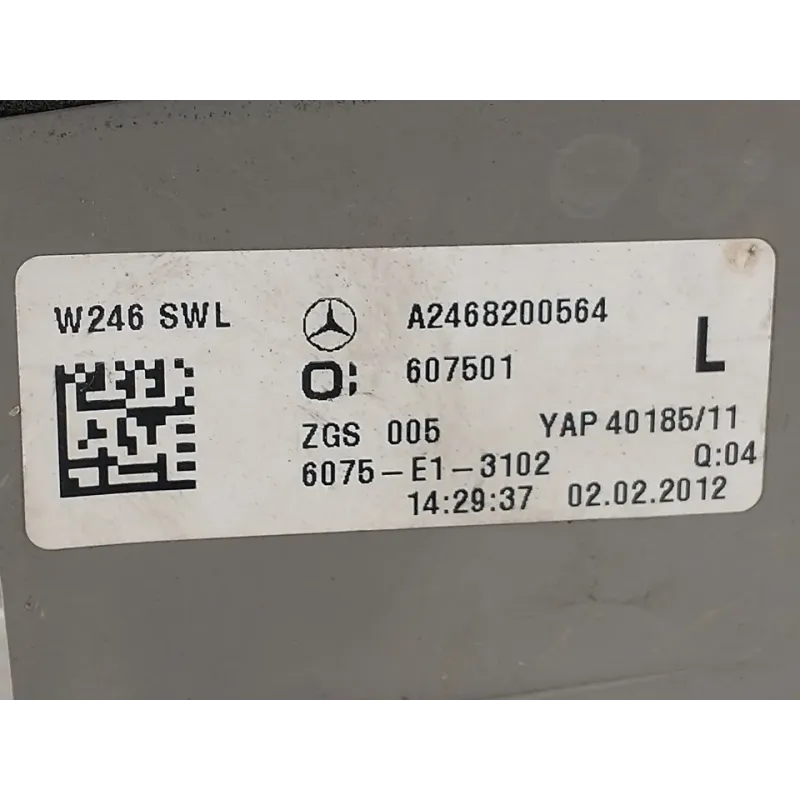 W246 SWL
A2468200564
L
607501
ZGS 005
YAP 40185/11
6075-E1-3102
Q:04
14:29:37 02.02.2012